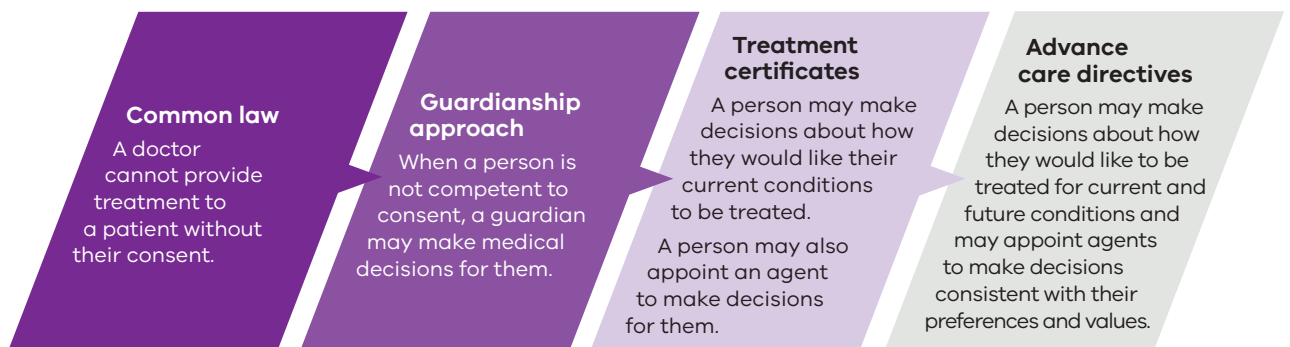 Common law
A doctor
cannot provide
treatment to
a patient without
their consent.
Guardianship
approach
When a person is
not competent to
consent, a guardian
may make medical
decisions for them.
Treatment
certificates
A person may make
decisions about how
they would like their
current conditions
to be treated.
A person may also
appoint an agent
to make decisions
for them.
Advance
care directives
A person may make
decisions about how
they would like to be
treated for current and
future conditions and
may appoint agents
to make decisions
consistent with their
preferences and values.